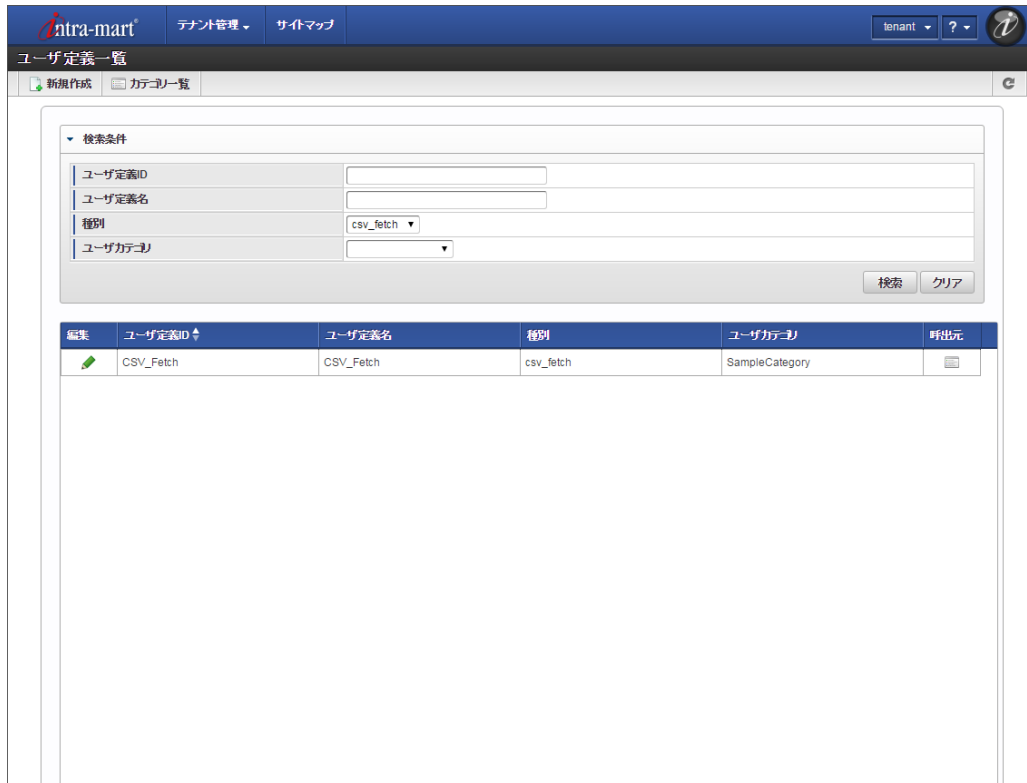 intra-mart テナント管理 サイトマップ tenant ?
ユーザ定義一覧
新規作成 カテゴリ一覧
検索条件
ユーザ定義ID
ユーザ定義名
種別 csv_fetch
ユーザカテゴリ
検索 クリア
編集 ユーザ定義ID ユーザ定義名 種別 ユーザカテゴリ 呼出元
CSV_Fetch CSV_Fetch csv_fetch SampleCategory